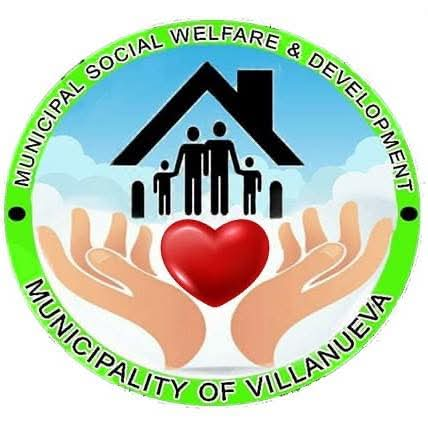 MUNICIPAL SOCIAL WELFARE & DEVELOPMENT
MUNICIPALITY OF VILLANUEVA